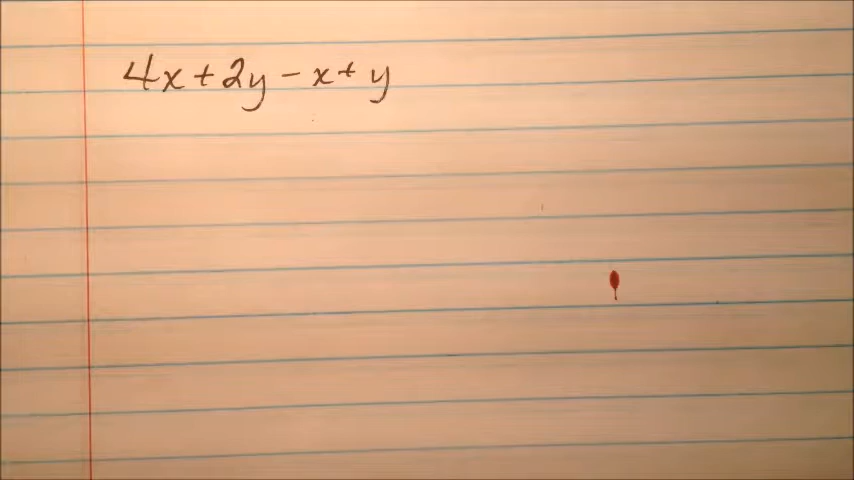 4x + 2y - x + y